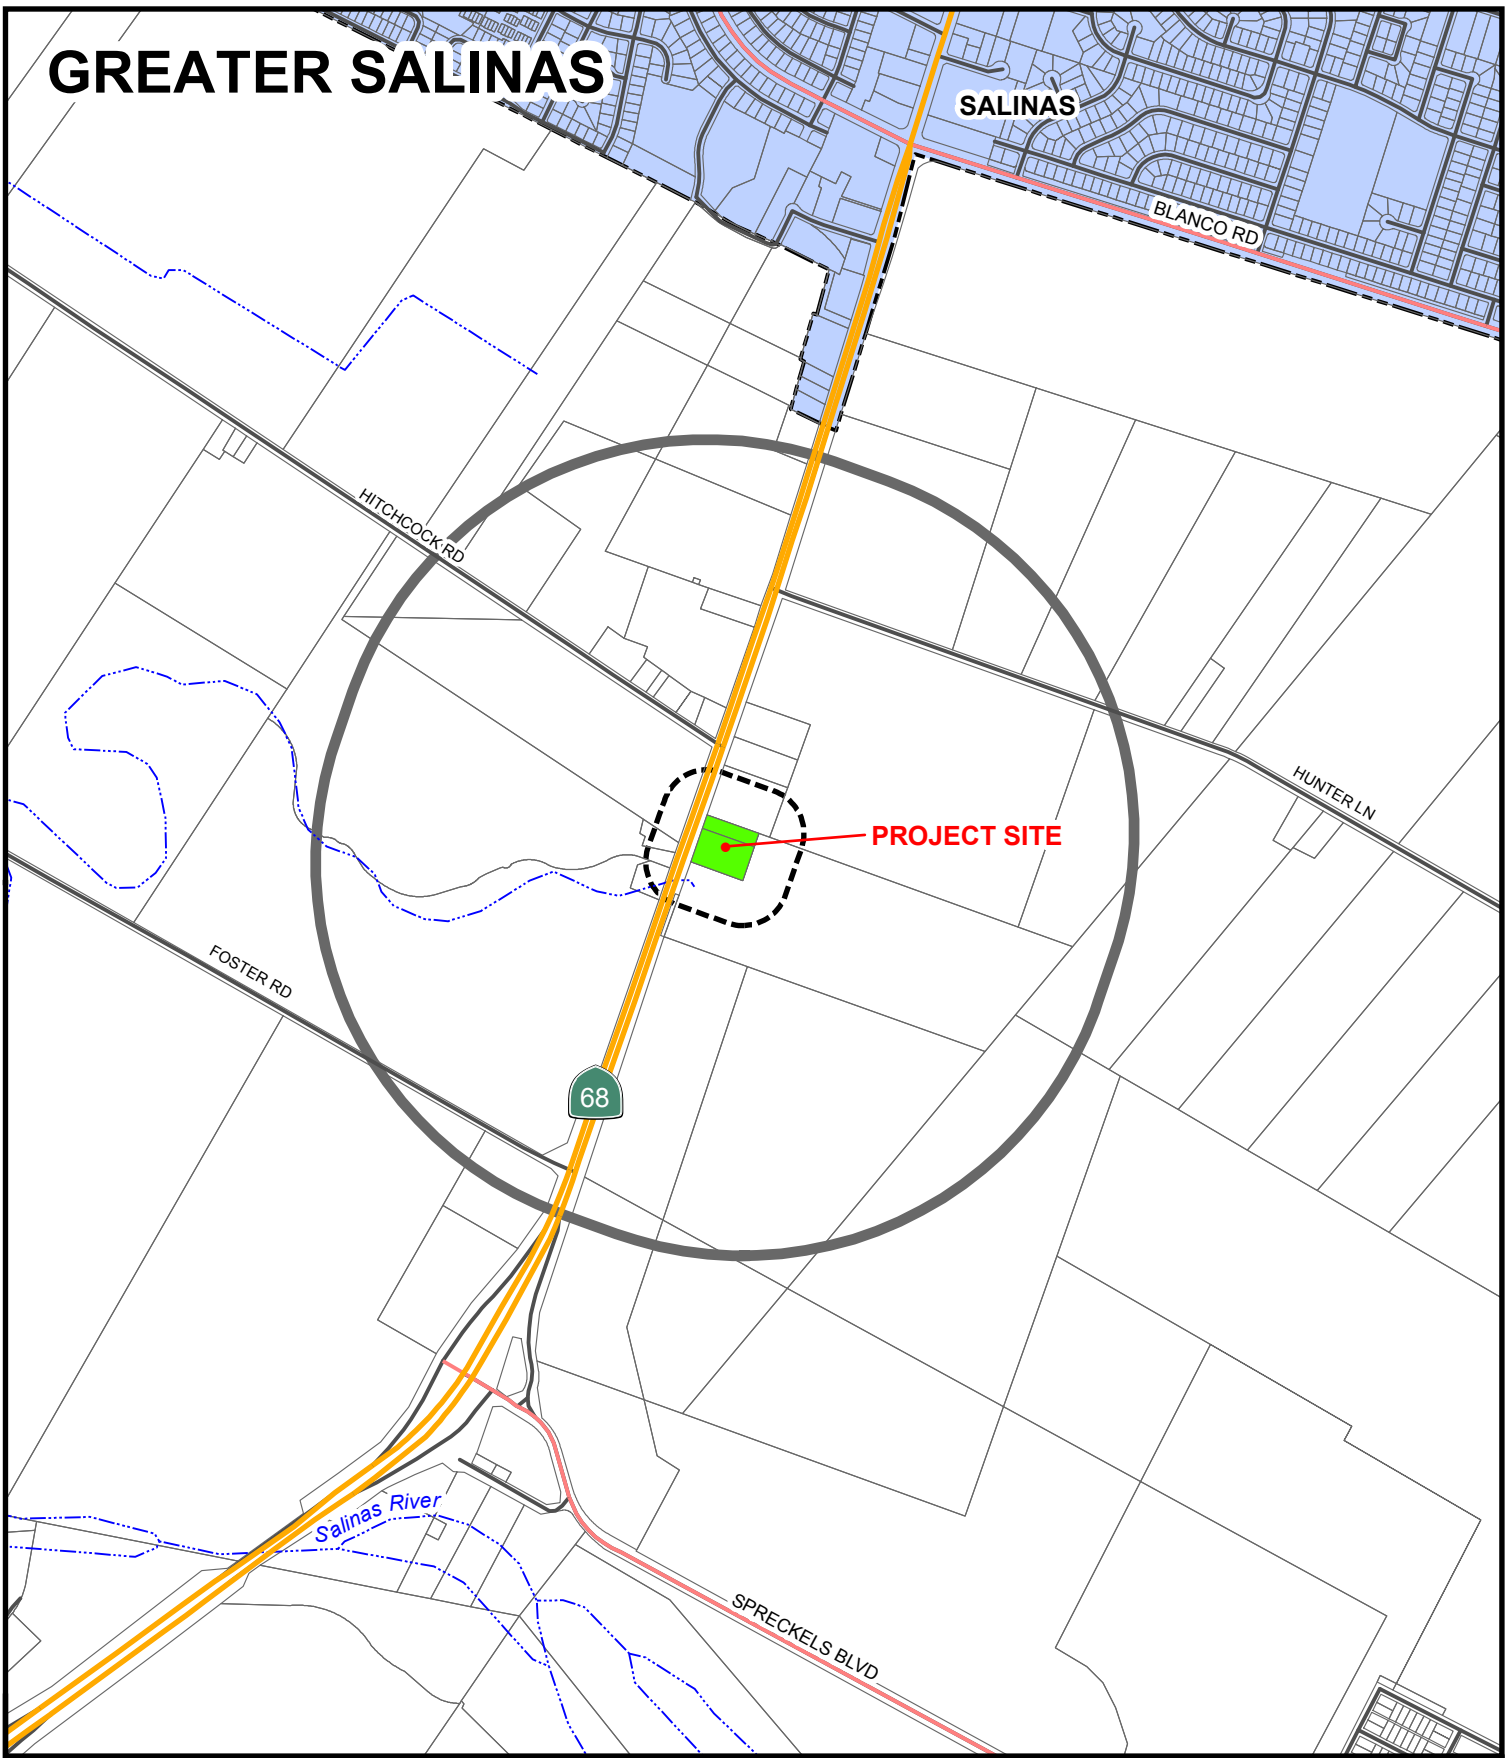 GREATER SALINAS
SALINAS
BLANCO RD
HITCHCOCK RD
HUNTER LN
PROJECT SITE
FOSTER RD
68
Salinas River
SPRECKELS BLVD